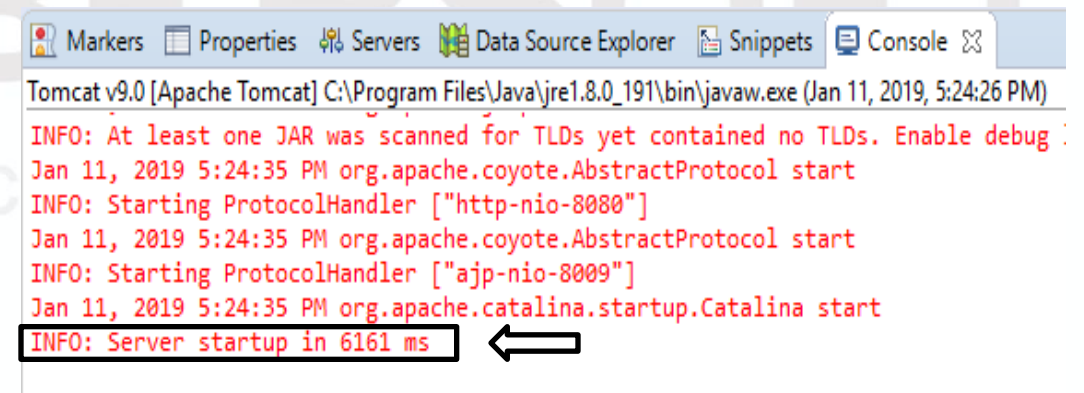 Markers Properties Servers Data Source Explorer Snippets Console
Tomcat v9.0 [Apache Tomcat] C:\Program Files\Java\jre1.8.0_191\bin\javaw.exe (Jan 11, 2019, 5:24:26 PM)
INFO: At least one JAR was scanned for TLDs yet contained no TLDs. Enable debug
Jan 11, 2019 5:24:35 PM org.apache.coyote.AbstractProtocol start
INFO: Starting ProtocolHandler ["http-nio-8080"]
Jan 11, 2019 5:24:35 PM org.apache.coyote.AbstractProtocol start
INFO: Starting ProtocolHandler ["ajp-nio-8009"]
Jan 11, 2019 5:24:35 PM org.apache.catalina.startup.Catalina start
INFO: Server startup in 6161 ms